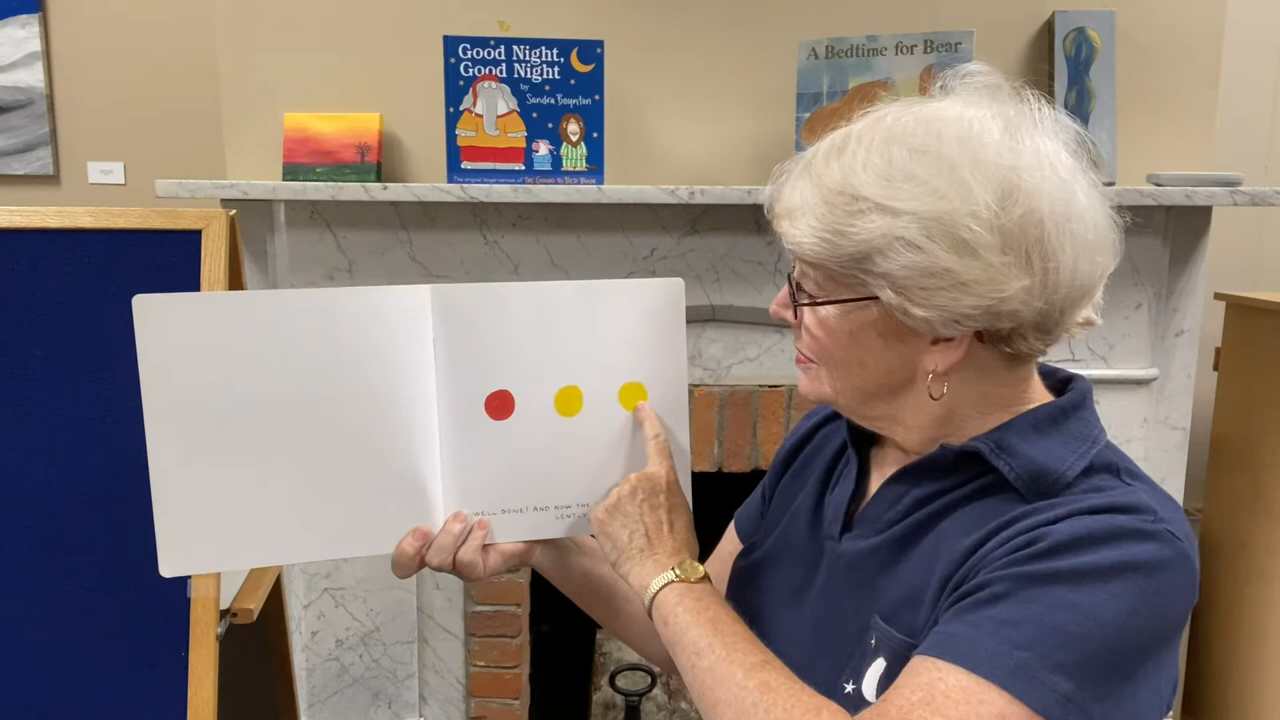 Good Night,
Good Night
by
Sandra Boynton
The original longer version of THE GOING TO BED BOOK
A Bedtime for Bear
WELL DONE! AND NOW THE
GENTLY